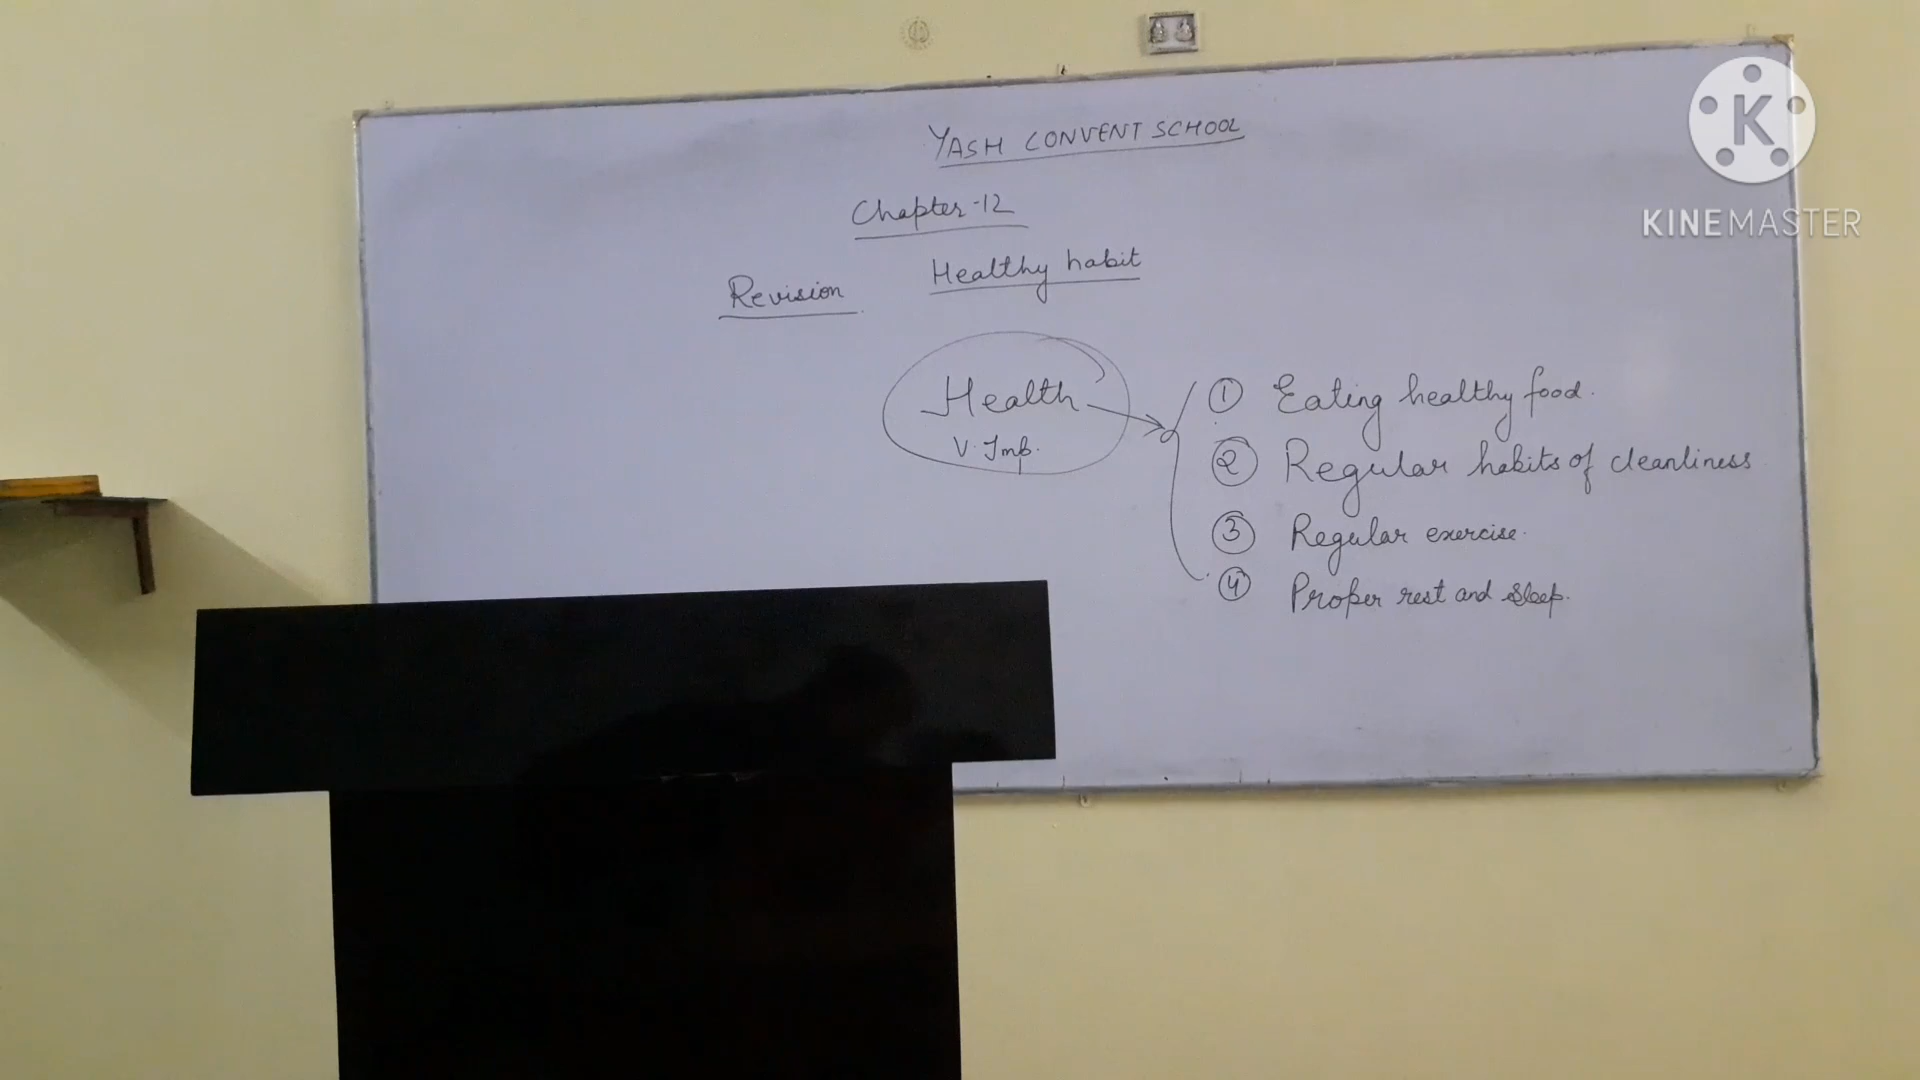 YASH CONVENT SCHOOL
Chapter-12
Healthy habit
Revision
Health
V. Imp.
① Eating healthy food.
② Regular habits of cleanliness
③ Regular exercise.
④ Proper rest and sleep.
K
KINEMASTER